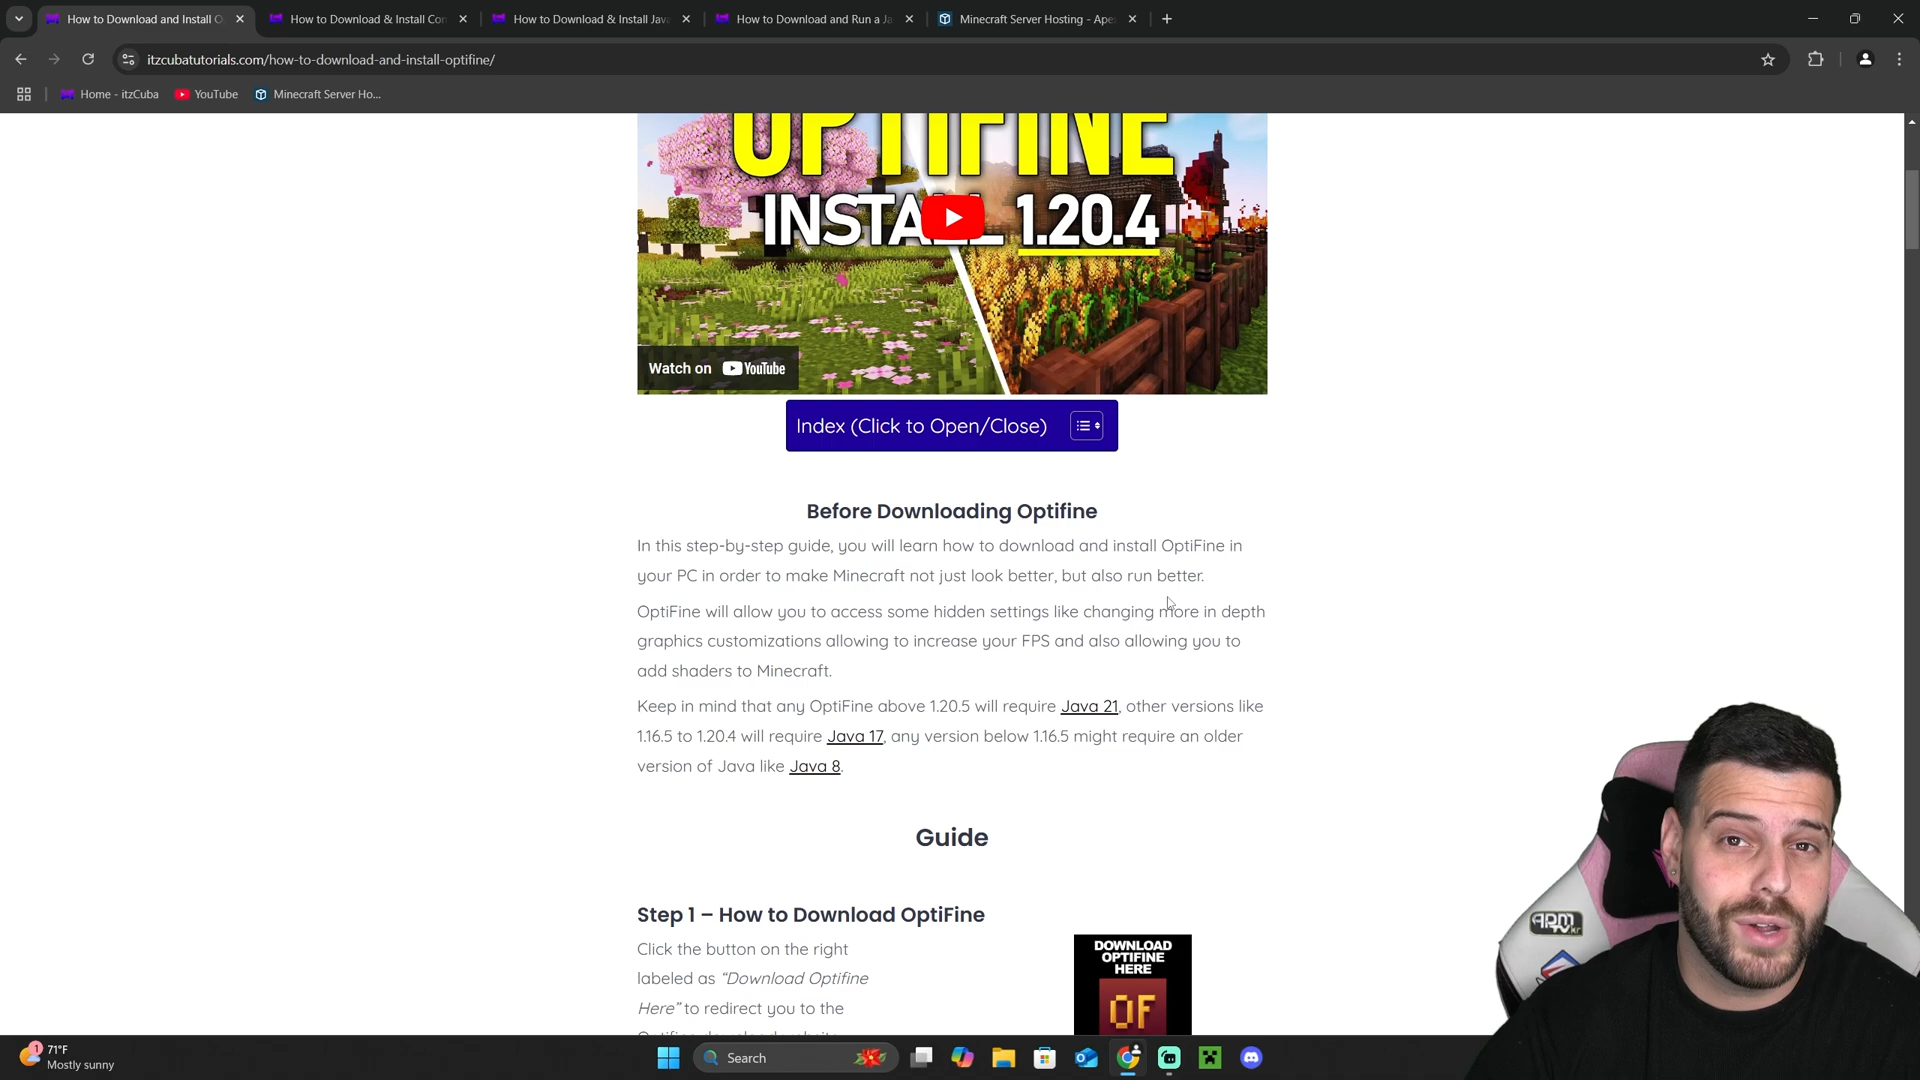 How to Download and Install O
How to Download & Install Con
How to Download & Install Java
How to Download and Run a Ja
Minecraft Server Hosting - Ape
itzcubatutorials.com/how-to-download-and-install-optifine/
Home - itzCuba
YouTube
Minecraft Server Ho...
OPTIFINE
INSTALL 1.20.4
Watch on YouTube
Index (Click to Open/Close)
Before Downloading Optifine
In this step-by-step guide, you will learn how to download and install OptiFine in
your PC in order to make Minecraft not just look better, but also run better.
OptiFine will allow you to access some hidden settings like changing more in depth
graphics customizations allowing to increase your FPS and also allowing you to
add shaders to Minecraft.
Keep in mind that any OptiFine above 1.20.5 will require Java 21, other versions like
1.16.5 to 1.20.4 will require Java 17, any version below 1.16.5 might require an older
version of Java like Java 8.
Guide
Step 1 – How to Download OptiFine
Click the button on the right
labeled as “Download Optifine
Here” to redirect you to the
DOWNLOAD
OPTIFINE
HERE
OF
1
71°F
Mostly sunny
Search